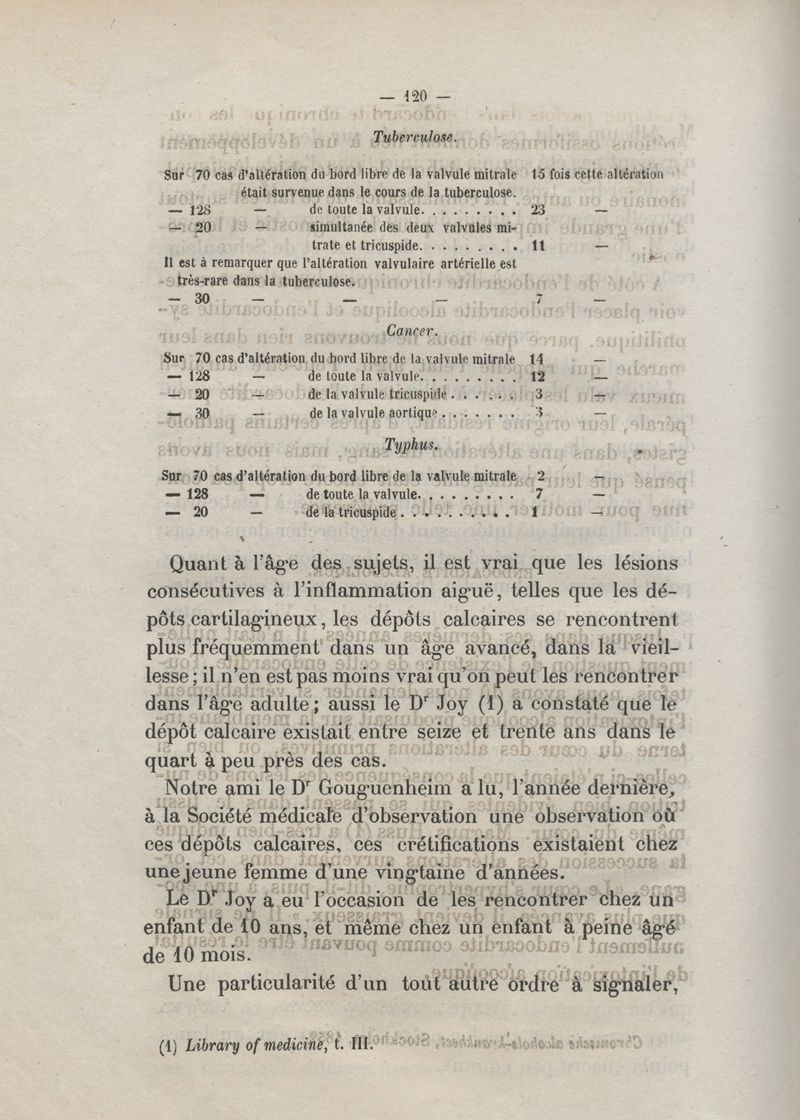 — 120 —
Tuberculose.
Sur 70 cas d'altération du bord libre de la valvule mitrale 15 fois cette altération
était survenue dans le cours de la tuberculose.
— 128 — de toute la valvule. . . . . . . . . 23 —
— 20 — simultanée des deux valvules mi-
trate et tricuspide. . . . . . . . . 11 —
Il est à remarquer que l'altération valvulaire artérielle est
très-rare dans la tuberculose.
— 30 — — — 7 —
Cancer.
Sur 70 cas d'altération du bord libre de la valvule mitrale 14 —
— 128 — de toute la valvule. . . . . . . . . 12 —
— 20 — de la valvule tricuspide . . . . . . 3 —
— 30 — de la valvule aortique . . . . . . . 3 —
Typhus.
Sur 70 cas d'altération du bord libre de la valvule mitrale 2 —
— 128 — de toute la valvule. . . . . . . . . 7 —
— 20 — de la tricuspide . . . . . . . . . . 1 —
Quant à l'âge des sujets, il est vrai que les lésions
consécutives à l'inflammation aiguë, telles que les dé-
pôts cartilagineux, les dépôts calcaires se rencontrent
plus fréquemment dans un âge avancé, dans la vieil-
lesse ; il n'en est pas moins vrai qu'on peut les rencontrer
dans l'âge adulte ; aussi le Dr Joy (1) a constaté que le
dépôt calcaire existait entre seize et trente ans dans le
quart à peu près des cas.
Notre ami le Dr Gouguenheim a lu, l'année dernière,
à la Société médicale d'observation une observation où
ces dépôts calcaires, ces crétifications existaient chez
une jeune femme d'une vingtaine d'années.
Le Dr Joy a eu l'occasion de les rencontrer chez un
enfant de 10 ans, et même chez un enfant à peine âgé
de 10 mois.
Une particularité d'un tout autre ordre à signaler,
(1) Library of medicine, t. III.